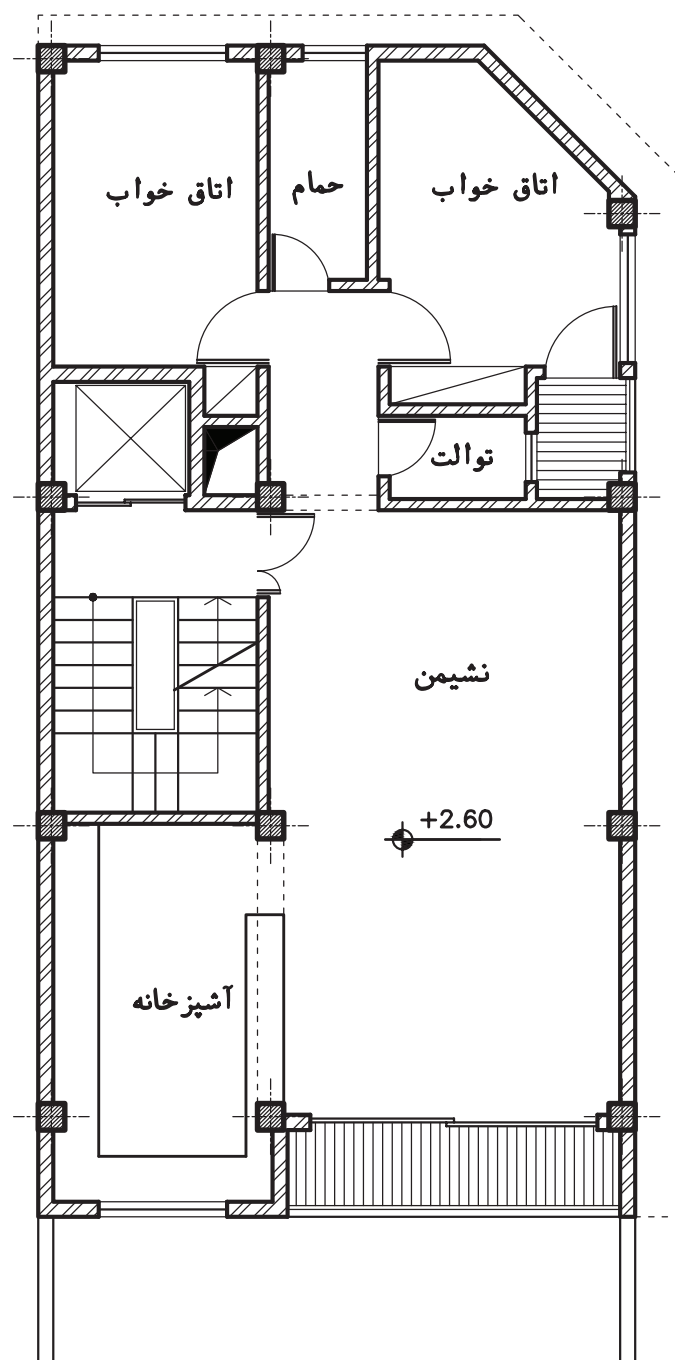 اتاق خواب
حمام
اتاق خواب
توالت
نشیمن
+2.60
آشپزخانه